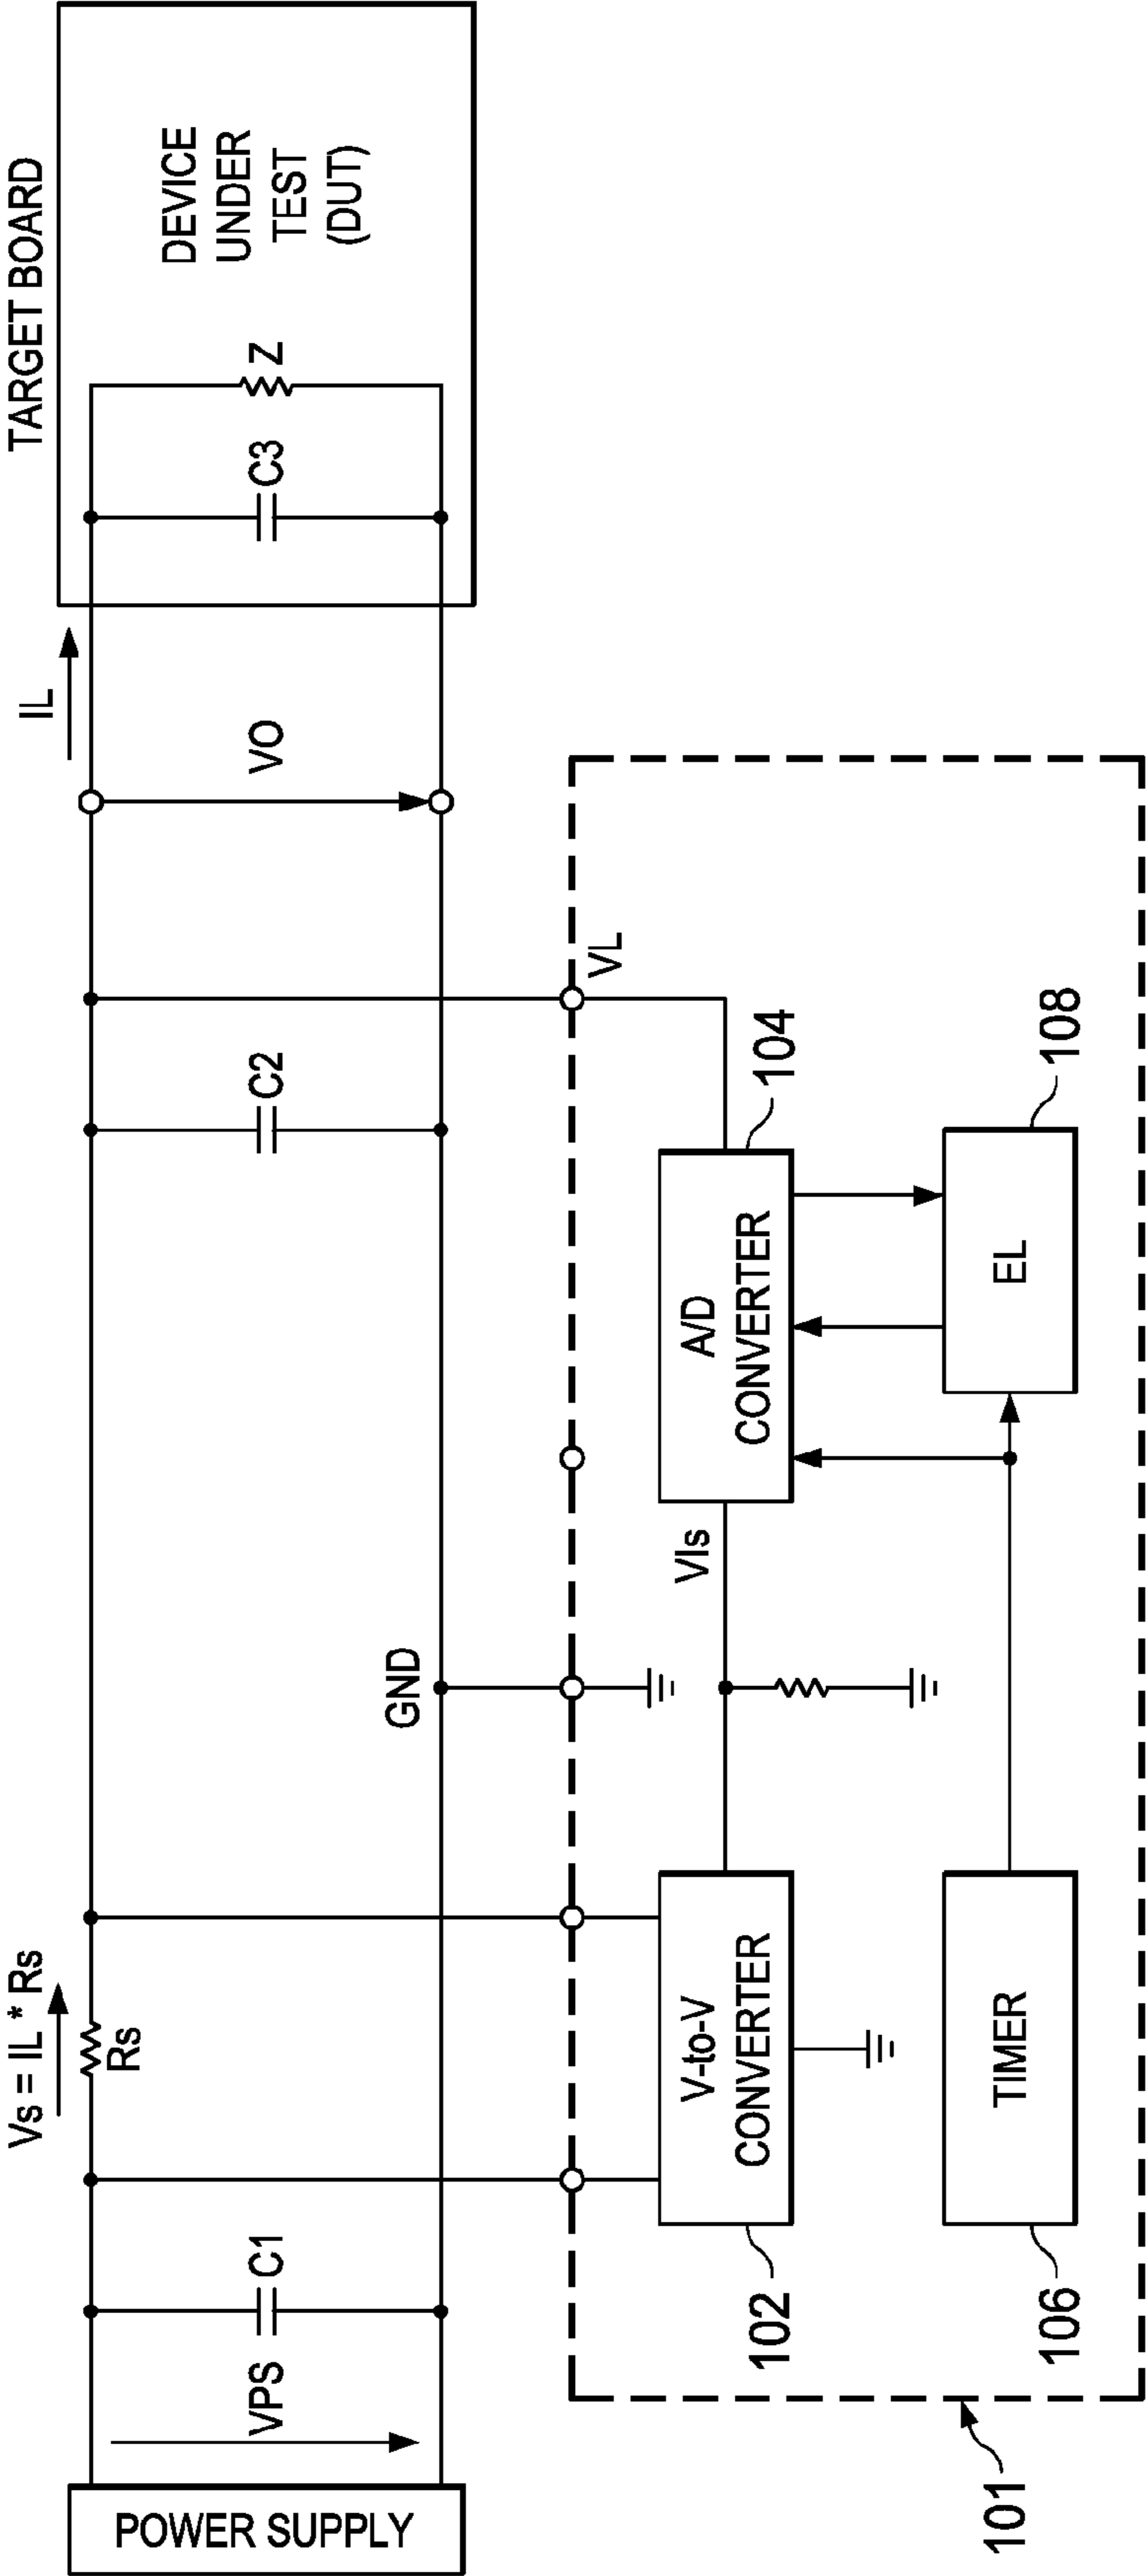 TARGET BOARD
Vs = IL * Rs
IL
Rs
DEVICE
UNDER
TEST
(DUT)
POWER SUPPLY
VPS
C1
C2
VO
C3
Z
GND
VL
VIs
V-to-V
CONVERTER
A/D
CONVERTER
102
104
TIMER
EL
106
108
101